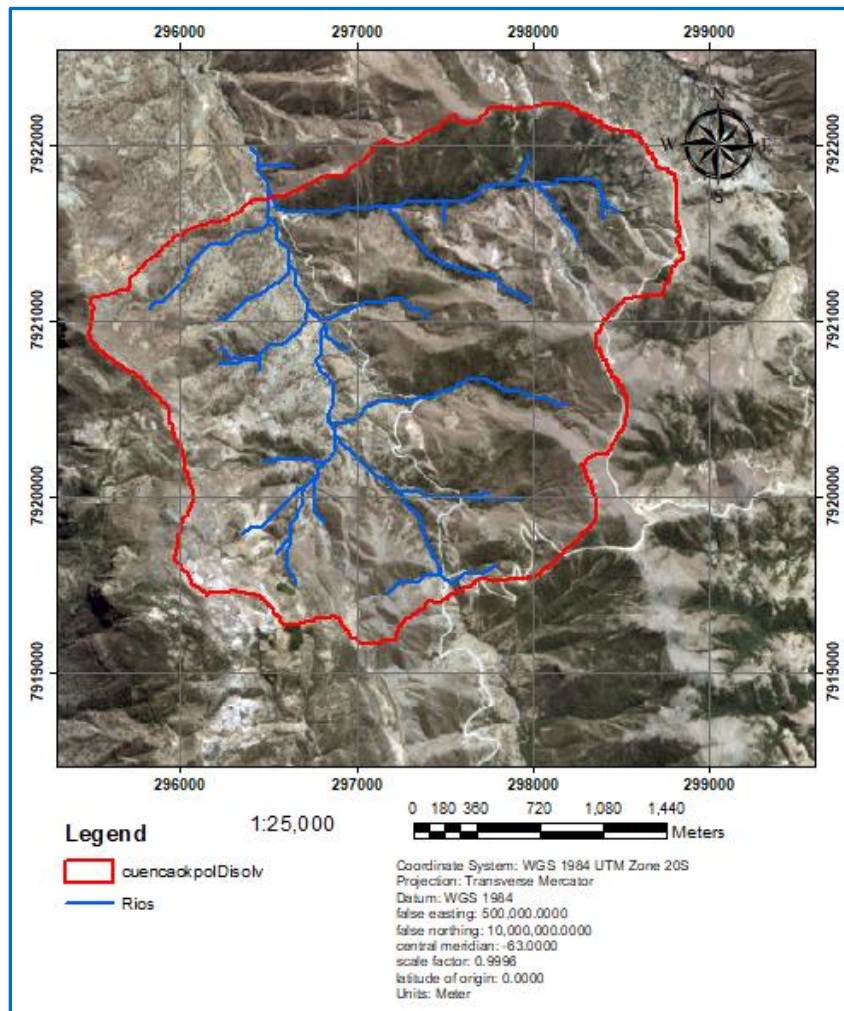 296000 297000 298000 299000
N
W E
S
7922000 7922000
7921000 7921000
7920000 7920000
7919000 7919000
296000 297000 298000 299000
Legend
1:25,000
0 180 360 720 1,080 1,440
Meters
cuencaokpolDisolv
Rios
Coordinate System: WGS 1984 UTM Zone 20S
Projection: Transverse Mercator
Datum: WGS 1984
false easting: 500,000.0000
false northing: 10,000,000.0000
central meridian: -63.0000
scale factor: 0.9996
latitude of origin: 0.0000
Units: Meter